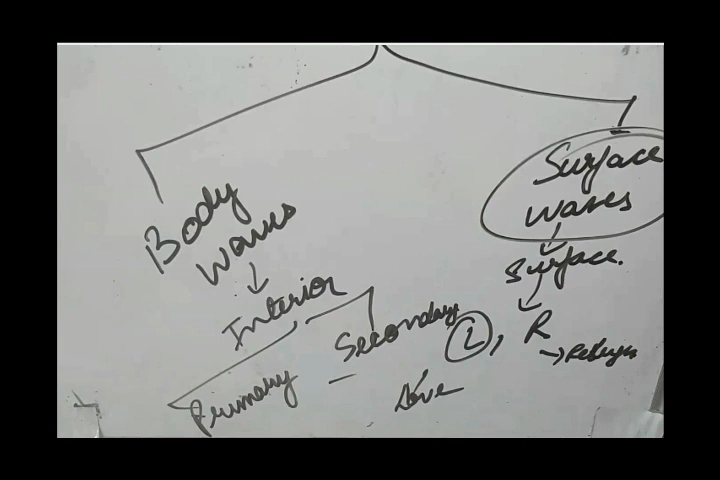 Body
waves
Interior
Primary - Secondary
Surface
waves
Surface.
L, R
Love